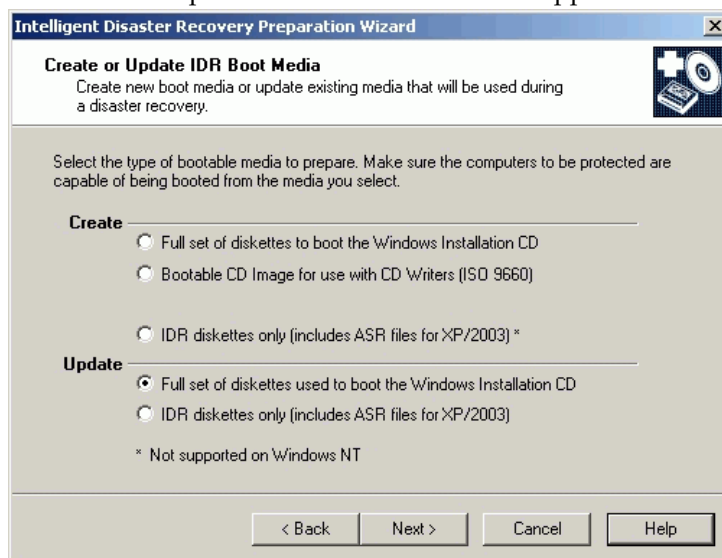 Intelligent Disaster Recovery Preparation Wizard
Create or Update IDR Boot Media
Create new boot media or update existing media that will be used during
a disaster recovery.
Select the type of bootable media to prepare. Make sure the computers to be protected are
capable of being booted from the media you select.
Create
Full set of diskettes to boot the Windows Installation CD
Bootable CD Image for use with CD Writers (ISO 9660)
IDR diskettes only (includes ASR files for XP/2003) *
Update
Full set of diskettes used to boot the Windows Installation CD
IDR diskettes only (includes ASR files for XP/2003)
* Not supported on Windows NT
< Back
Next >
Cancel
Help